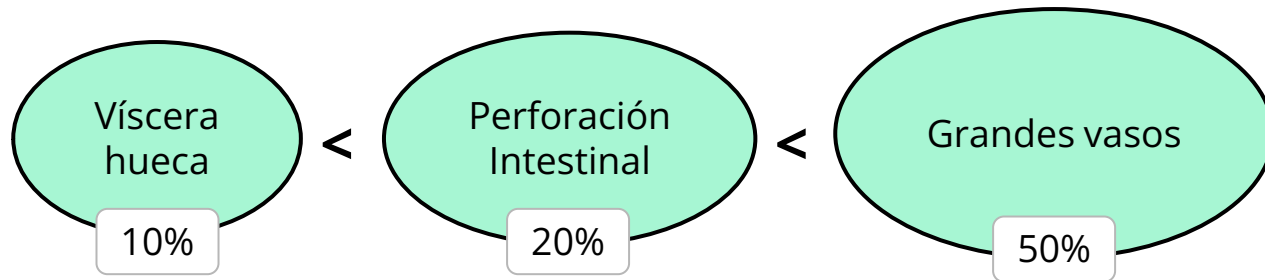 Víscera
hueca
10%
<
Perforación
Intestinal
20%
<
Grandes vasos
50%